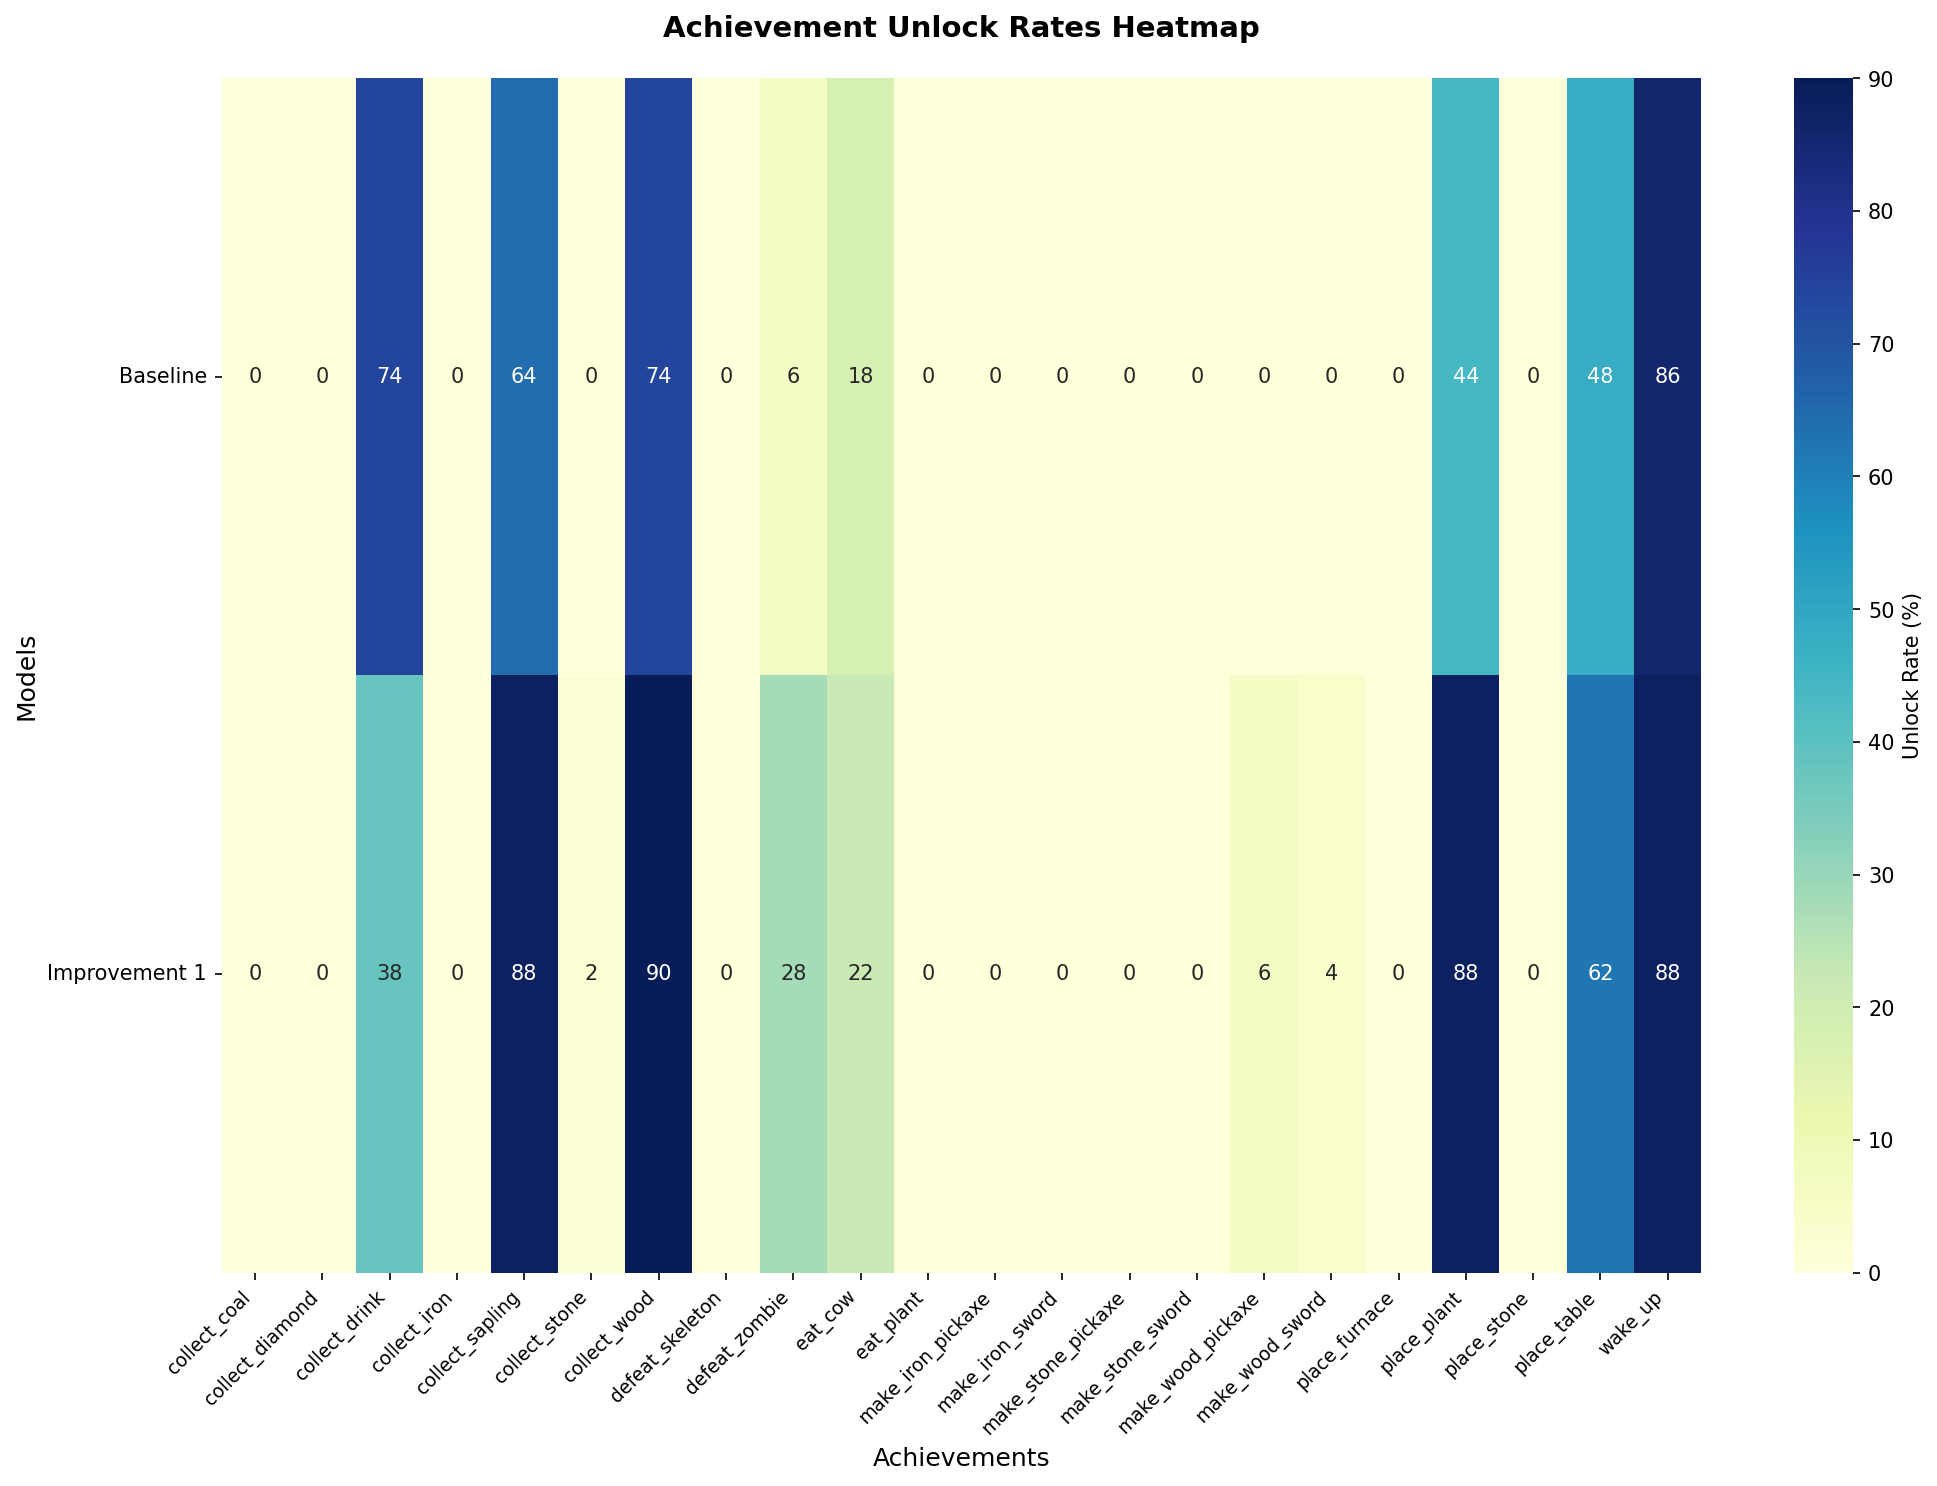 Achievement Unlock Rates Heatmap
Models
Baseline
0 0 74 0 64 0 74 0 6 18 0 0 0 0 0 0 0 0 44 0 48 86
Improvement 1
0 0 38 0 88 2 90 0 28 22 0 0 0 0 0 6 4 0 88 0 62 88
collect_coal
collect_diamond
collect_drink
collect_iron
collect_sapling
collect_stone
collect_wood
defeat_skeleton
defeat_zombie
eat_cow
eat_plant
make_iron_pickaxe
make_iron_sword
make_stone_pickaxe
make_stone_sword
make_wood_pickaxe
make_wood_sword
place_furnace
place_plant
place_stone
place_table
wake_up
Achievements
90
80
70
60
50
40
30
20
10
0
Unlock Rate (%)